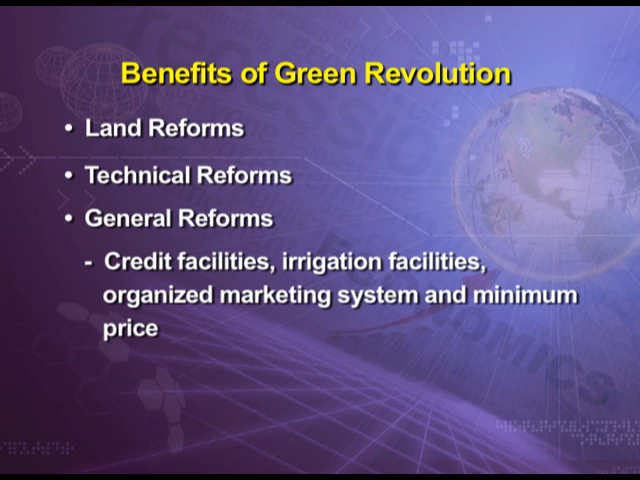 Benefits of Green Revolution
• Land Reforms
• Technical Reforms
• General Reforms
- Credit facilities, irrigation facilities,
organized marketing system and minimum
price